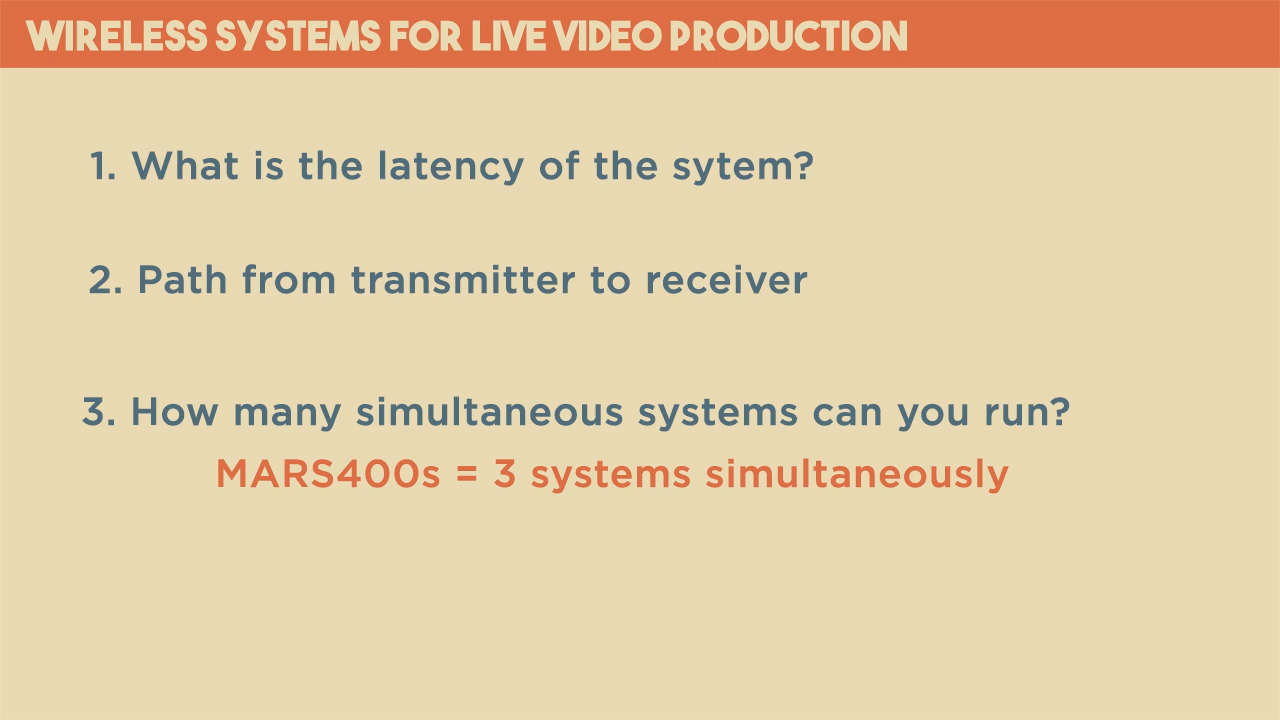 WIRELESS SYSTEMS FOR LIVE VIDEO PRODUCTION
1. What is the latency of the sytem?
2. Path from transmitter to receiver
3. How many simultaneous systems can you run?
MARS400s = 3 systems simultaneously